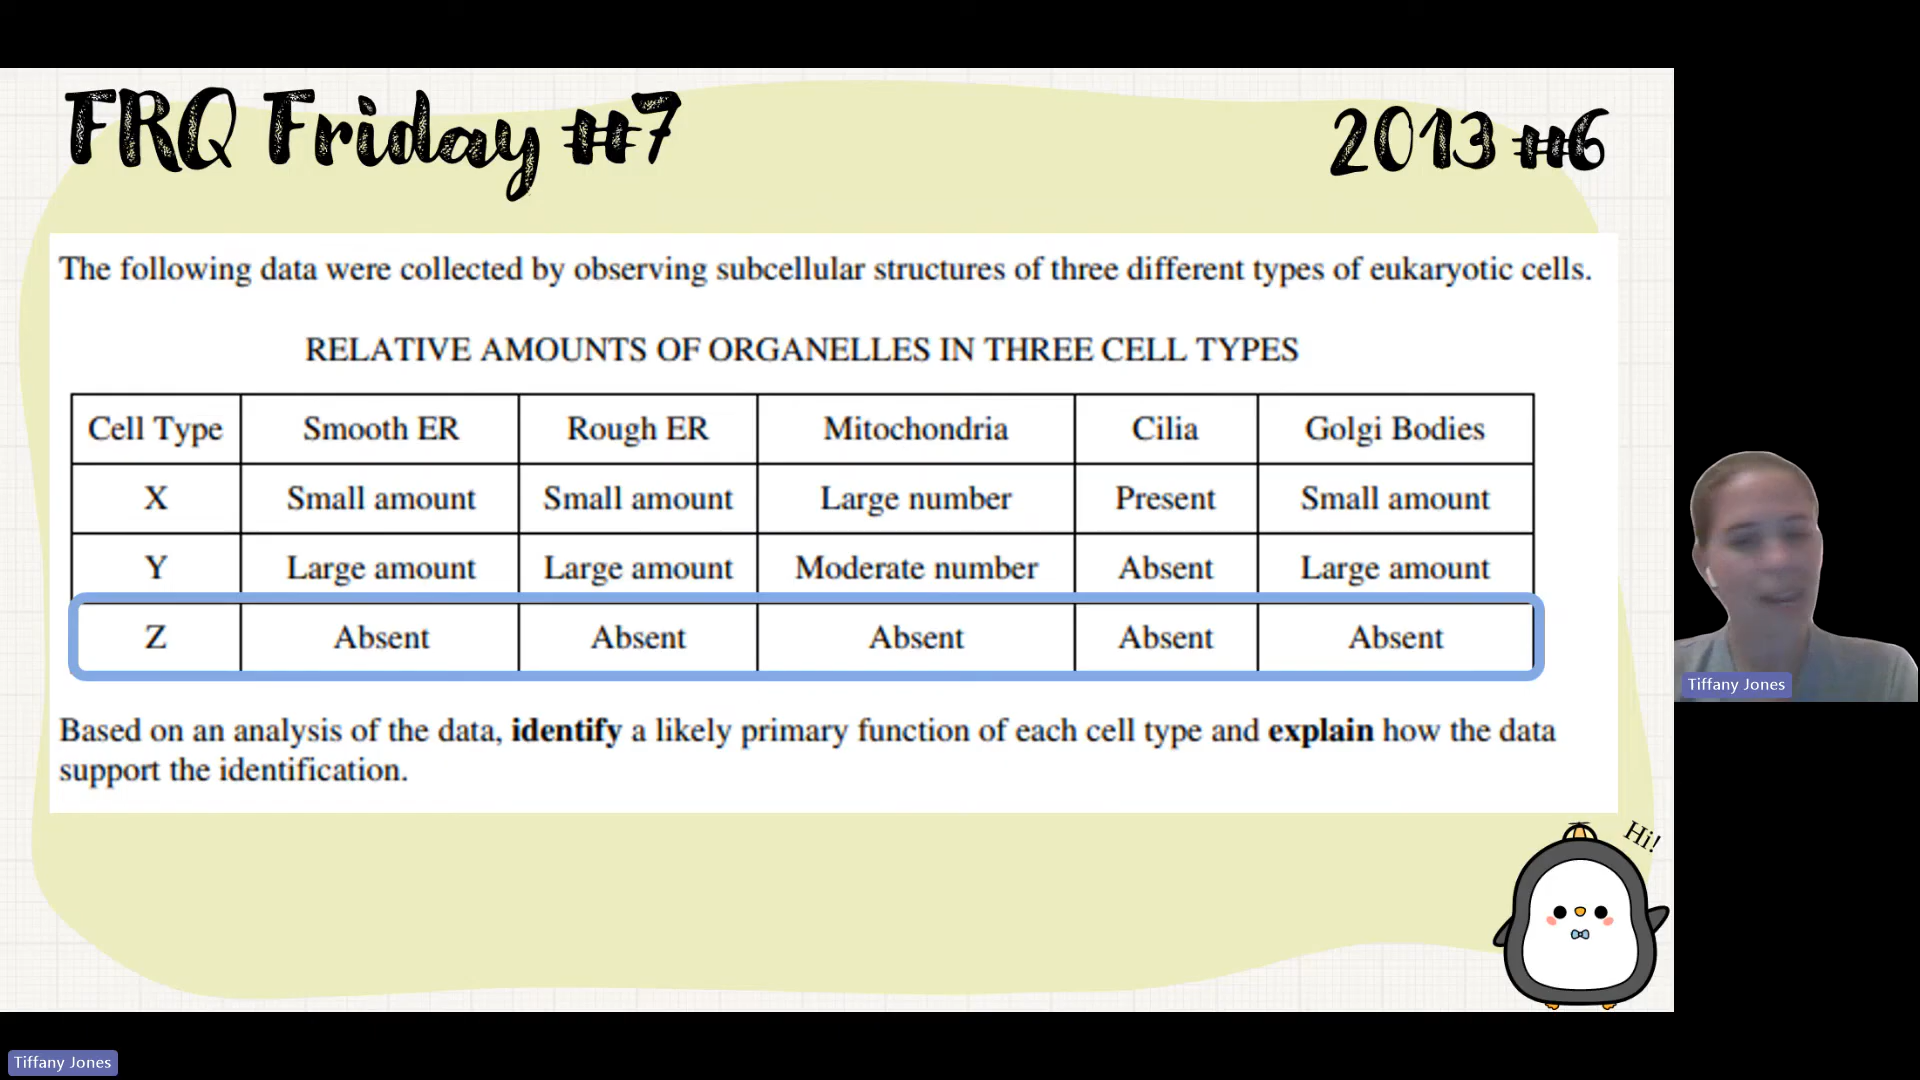 FRQ Friday #7
2013 #6
The following data were collected by observing subcellular structures of three different types of eukaryotic cells.
RELATIVE AMOUNTS OF ORGANELLES IN THREE CELL TYPES
Cell Type Smooth ER Rough ER Mitochondria Cilia Golgi Bodies
X Small amount Small amount Large number Present Small amount
Y Large amount Large amount Moderate number Absent Large amount
Z Absent Absent Absent Absent Absent
Based on an analysis of the data, identify a likely primary function of each cell type and explain how the data
support the identification.
Hi!
Tiffany Jones
Tiffany Jones